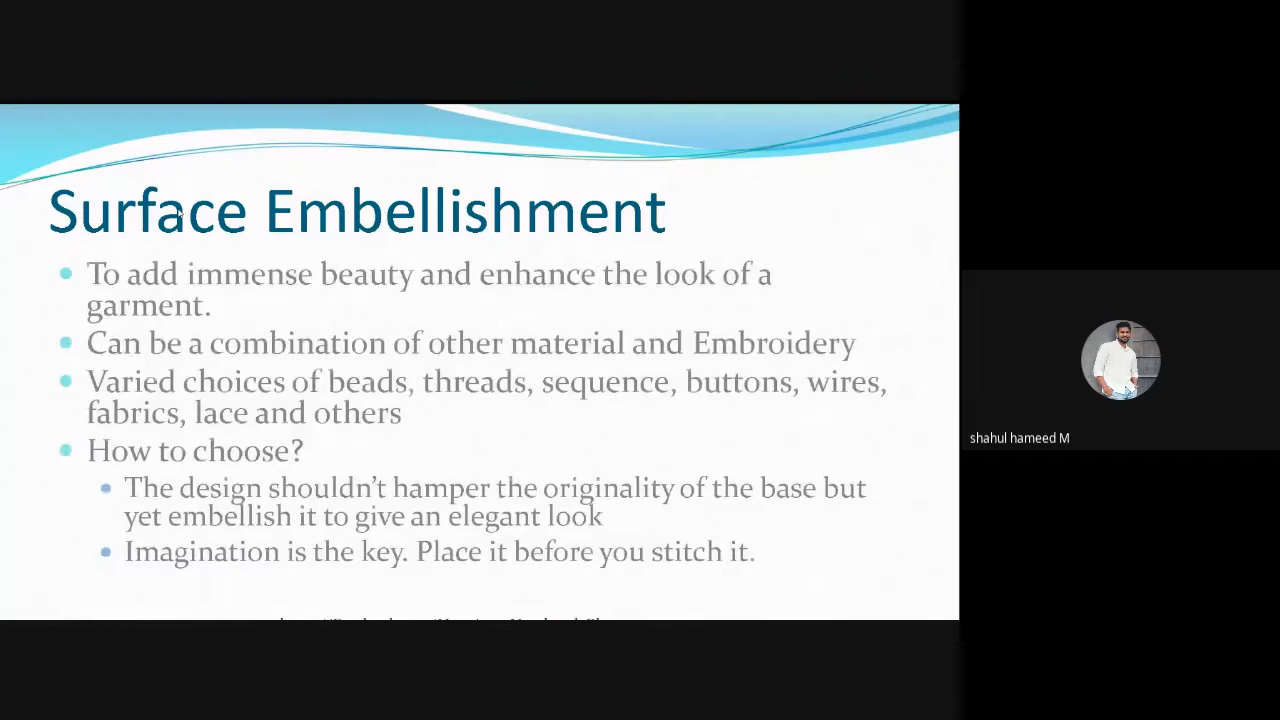 Surface Embellishment
To add immense beauty and enhance the look of a
garment.
Can be a combination of other material and Embroidery
Varied choices of beads, threads, sequence, buttons, wires,
fabrics, lace and others
How to choose?
The design shouldn't hamper the originality of the base but
yet embellish it to give an elegant look
Imagination is the key. Place it before you stitch it.
shahul hameed M